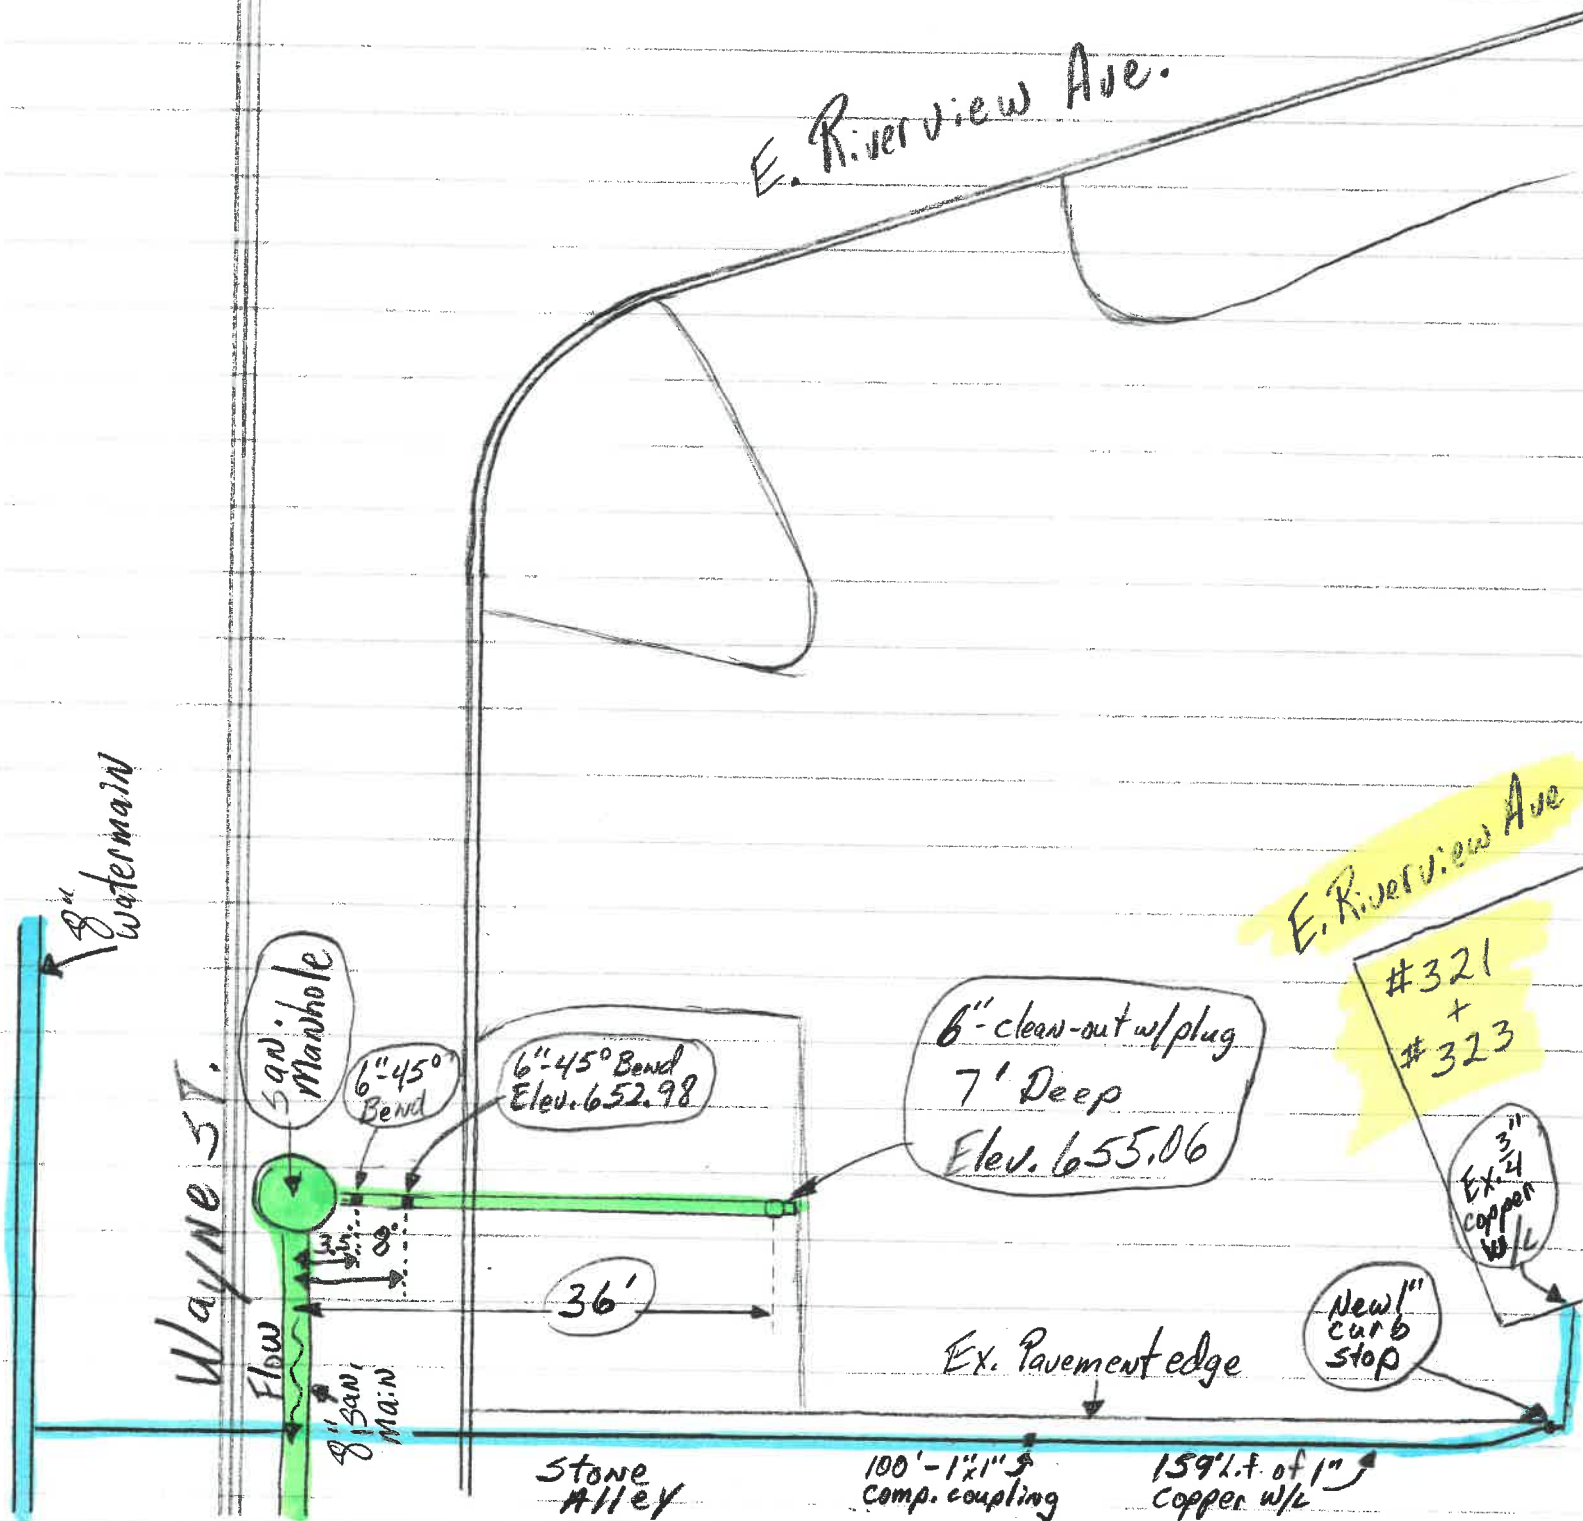 E. Riverview Ave.
8"
Watermain
E. Riverview Ave
#321
+
#323
San.
Manhole
6"-45°
Bend
6"-45° Bend
Elev. 652.98
6"-clean-out w/plug
7' Deep
Elev. 655.06
Ex. 3/4"
copper
W/L
Wayne St.
8'
36'
New 1"
curb
stop
Flow
8" San.
Main
Ex. Pavement edge
Stone
Alley
100'-1"x1"
comp. coupling
159' L.f. of 1"
copper W/L